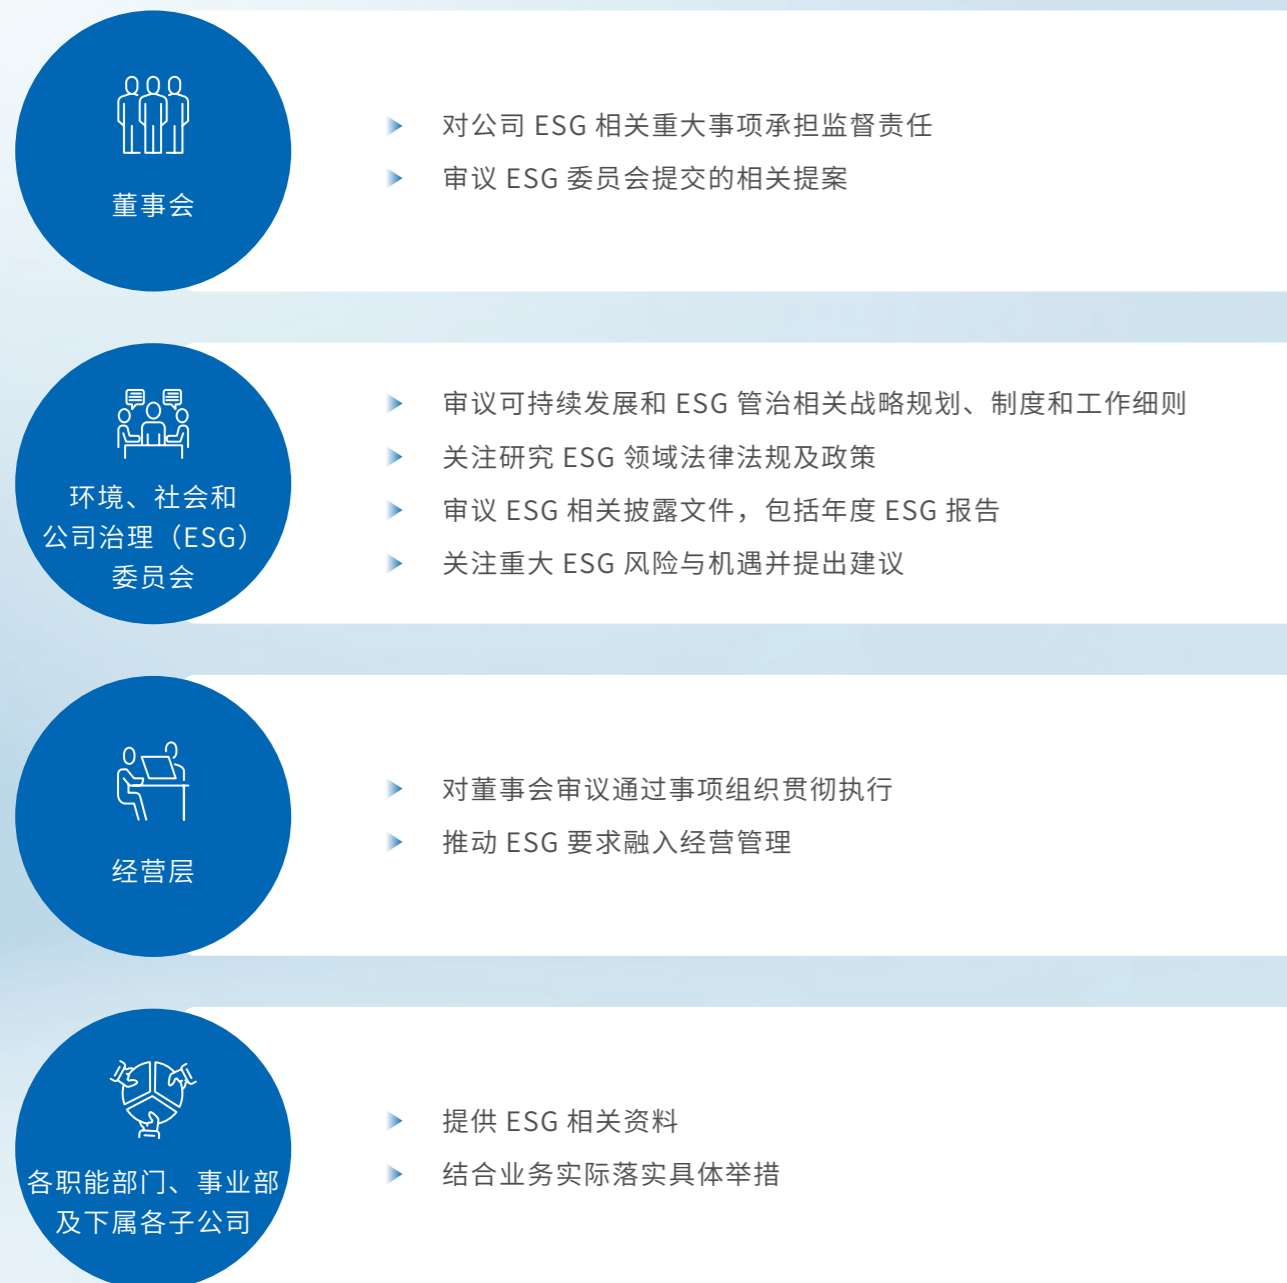 董事会
对公司 ESG 相关重大事项承担监督责任
审议 ESG 委员会提交的相关提案
环境、社会和
公司治理（ESG）
委员会
审议可持续发展和 ESG 管治相关战略规划、制度和工作细则
关注研究 ESG 领域法律法规及政策
审议 ESG 相关披露文件，包括年度 ESG 报告
关注重大 ESG 风险与机遇并提出建议
经营层
对董事会审议通过事项组织贯彻执行
推动 ESG 要求融入经营管理
各职能部门、事业部
及下属各子公司
提供 ESG 相关资料
结合业务实际落实具体举措